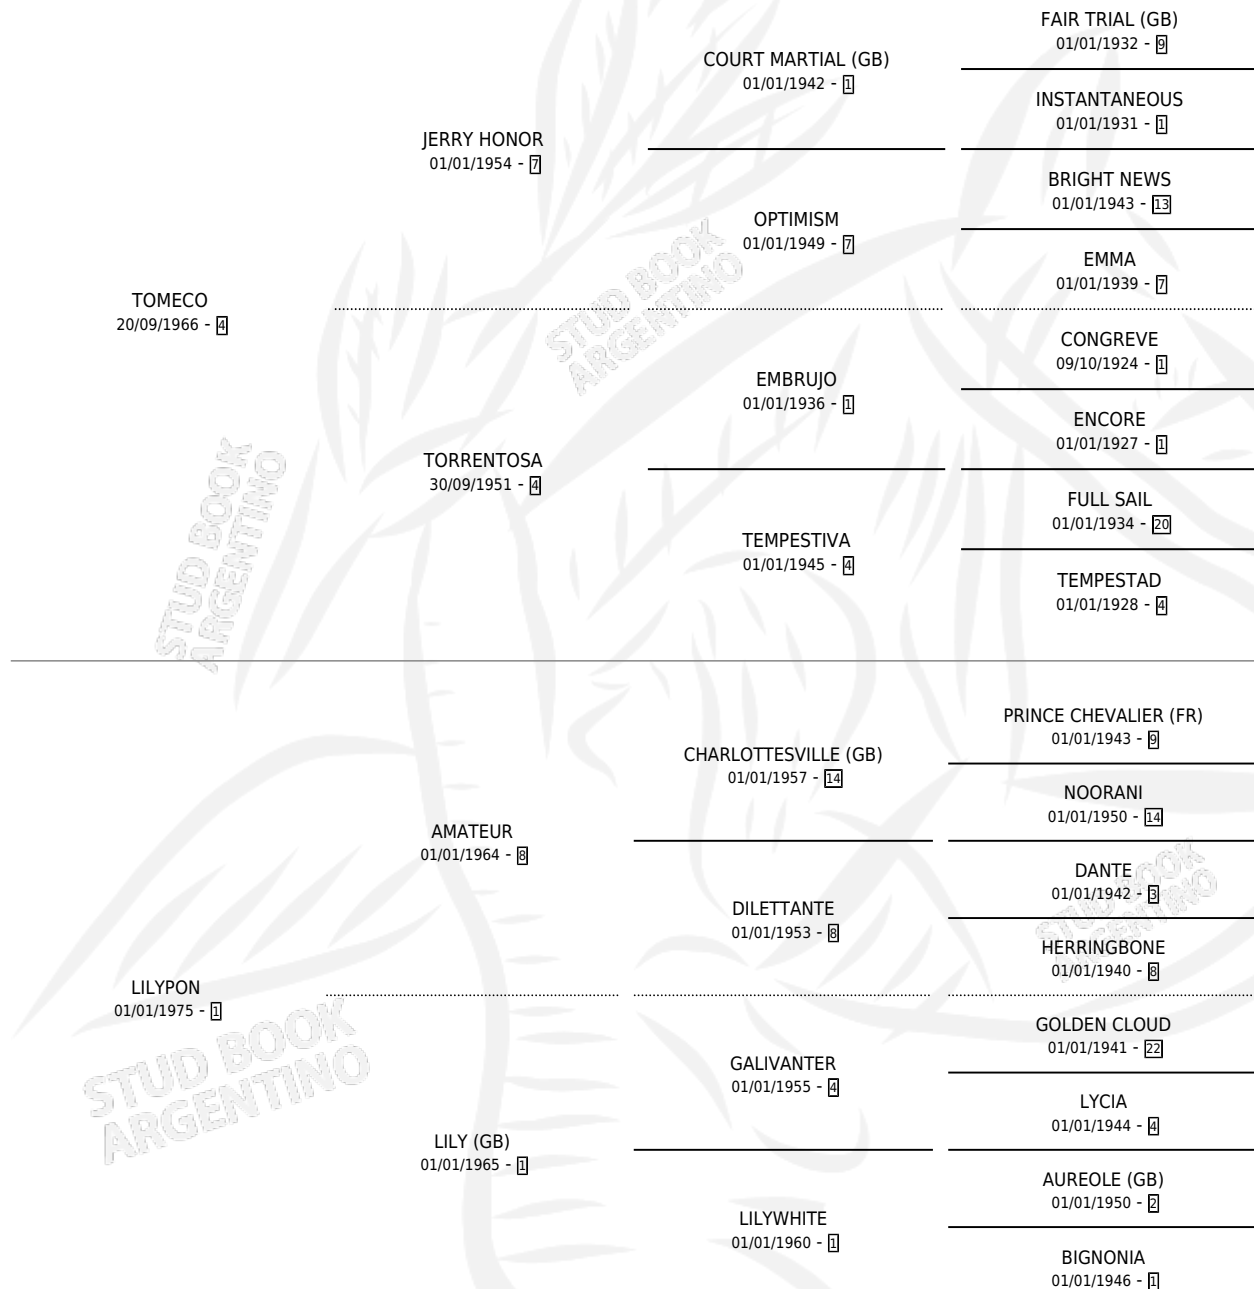 FAIR TRIAL (GB)
01/01/1932 - 9
COURT MARTIAL (GB)
01/01/1942 - 1
INSTANTANEOUS
01/01/1931 - 1
JERRY HONOR
01/01/1954 - 7
BRIGHT NEWS
01/01/1943 - 13
OPTIMISM
01/01/1949 - 7
EMMA
01/01/1939 - 7
TOMECO
20/09/1966 - 4
CONGREVE
09/10/1924 - 1
EMBRUJO
01/01/1936 - 1
ENCORE
01/01/1927 - 1
TORRENTOSA
30/09/1951 - 4
FULL SAIL
01/01/1934 - 20
TEMPESTIVA
01/01/1945 - 4
TEMPESTAD
01/01/1928 - 4
PRINCE CHEVALIER (FR)
01/01/1943 - 9
CHARLOTTESVILLE (GB)
01/01/1957 - 14
NOORANI
01/01/1950 - 14
AMATEUR
01/01/1964 - 8
DANTE
01/01/1942 - 3
DILETTANTE
01/01/1953 - 8
HERRINGBONE
01/01/1940 - 8
LILYPON
01/01/1975 - 1
GOLDEN CLOUD
01/01/1941 - 22
GALIVANTER
01/01/1955 - 4
LYCIA
01/01/1944 - 4
LILY (GB)
01/01/1965 - 1
AUREOLE (GB)
01/01/1950 - 2
LILYWHITE
01/01/1960 - 1
BIGNONIA
01/01/1946 - 1
STUD BOOK
ARGENTINO
STUD BOOK
ARGENTINO
STUD BOOK
ARGENTINO
STUD BOOK
ARGENTINO